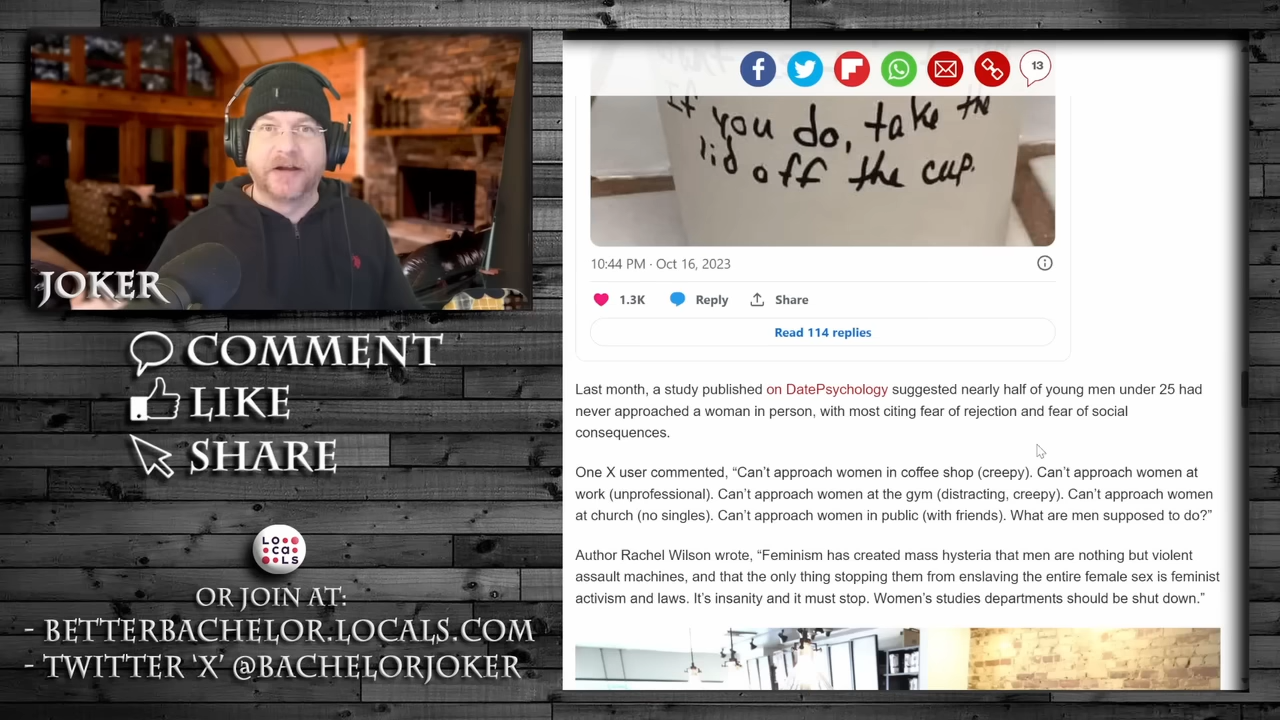 JOKER
COMMENT
LIKE
SHARE
LOCALS
OR JOIN AT:
- BETTERBACHELOR.LOCALS.COM
- TWITTER 'X' @BACHELORJOKER
13
If you do, take the
lid off the cup.
10:44 PM · Oct 16, 2023
1.3K Reply Share
Read 114 replies
Last month, a study published on DatePsychology suggested nearly half of young men under 25 had
never approached a woman in person, with most citing fear of rejection and fear of social
consequences.
One X user commented, “Can’t approach women in coffee shop (creepy). Can’t approach women at
work (unprofessional). Can’t approach women at the gym (distracting, creepy). Can’t approach women
at church (no singles). Can’t approach women in public (with friends). What are men supposed to do?”
Author Rachel Wilson wrote, “Feminism has created mass hysteria that men are nothing but violent
assault machines, and that the only thing stopping them from enslaving the entire female sex is feminist
activism and laws. It’s insanity and it must stop. Women’s studies departments should be shut down.”